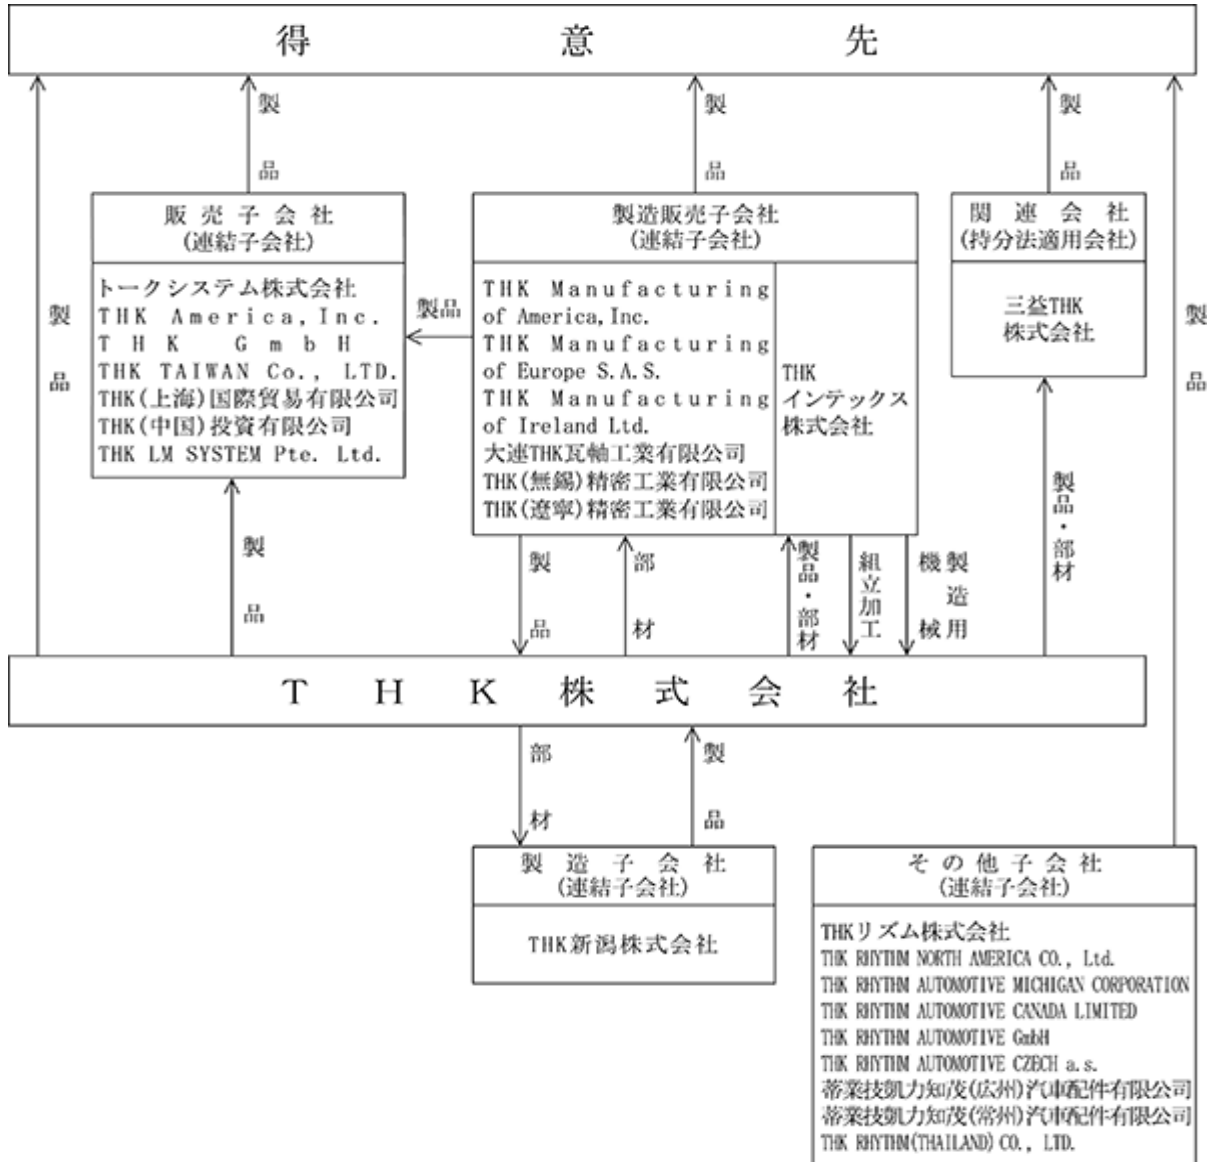 得意先
製品
製品
製品
製品
製品
販売子会社
(連結子会社)
トークシステム株式会社
THK America,Inc.
THK GmbH
THK TAIWAN Co., LTD.
THK(上海)国際貿易有限公司
THK(中国)投資有限公司
THK LM SYSTEM Pte. Ltd.
製品
製造販売子会社
(連結子会社)
THK Manufacturing
of America,Inc.
THK Manufacturing
of Europe S.A.S.
THK Manufacturing
of Ireland Ltd.
大連THK瓦軸工業有限公司
THK(無錫)精密工業有限公司
THK(遼寧)精密工業有限公司
THK
インテックス
株式会社
関連会社
(持分法適用会社)
三益THK
株式会社
製品
製品
部材
製品・部材
組立加工
製造用
機械
製品・部材
THK株式会社
部材
製品
製造子会社
(連結子会社)
THK新潟株式会社
その他子会社
(連結子会社)
THKリズム株式会社
THK RHYTHM NORTH AMERICA CO., Ltd.
THK RHYTHM AUTOMOTIVE MICHIGAN CORPORATION
THK RHYTHM AUTOMOTIVE CANADA LIMITED
THK RHYTHM AUTOMOTIVE GmbH
THK RHYTHM AUTOMOTIVE CZECH a.s.
蒂業技凱力知茂(広州)汽車配件有限公司
蒂業技凱力知茂(常州)汽車配件有限公司
THK RHYTHM(THAILAND) CO., LTD.